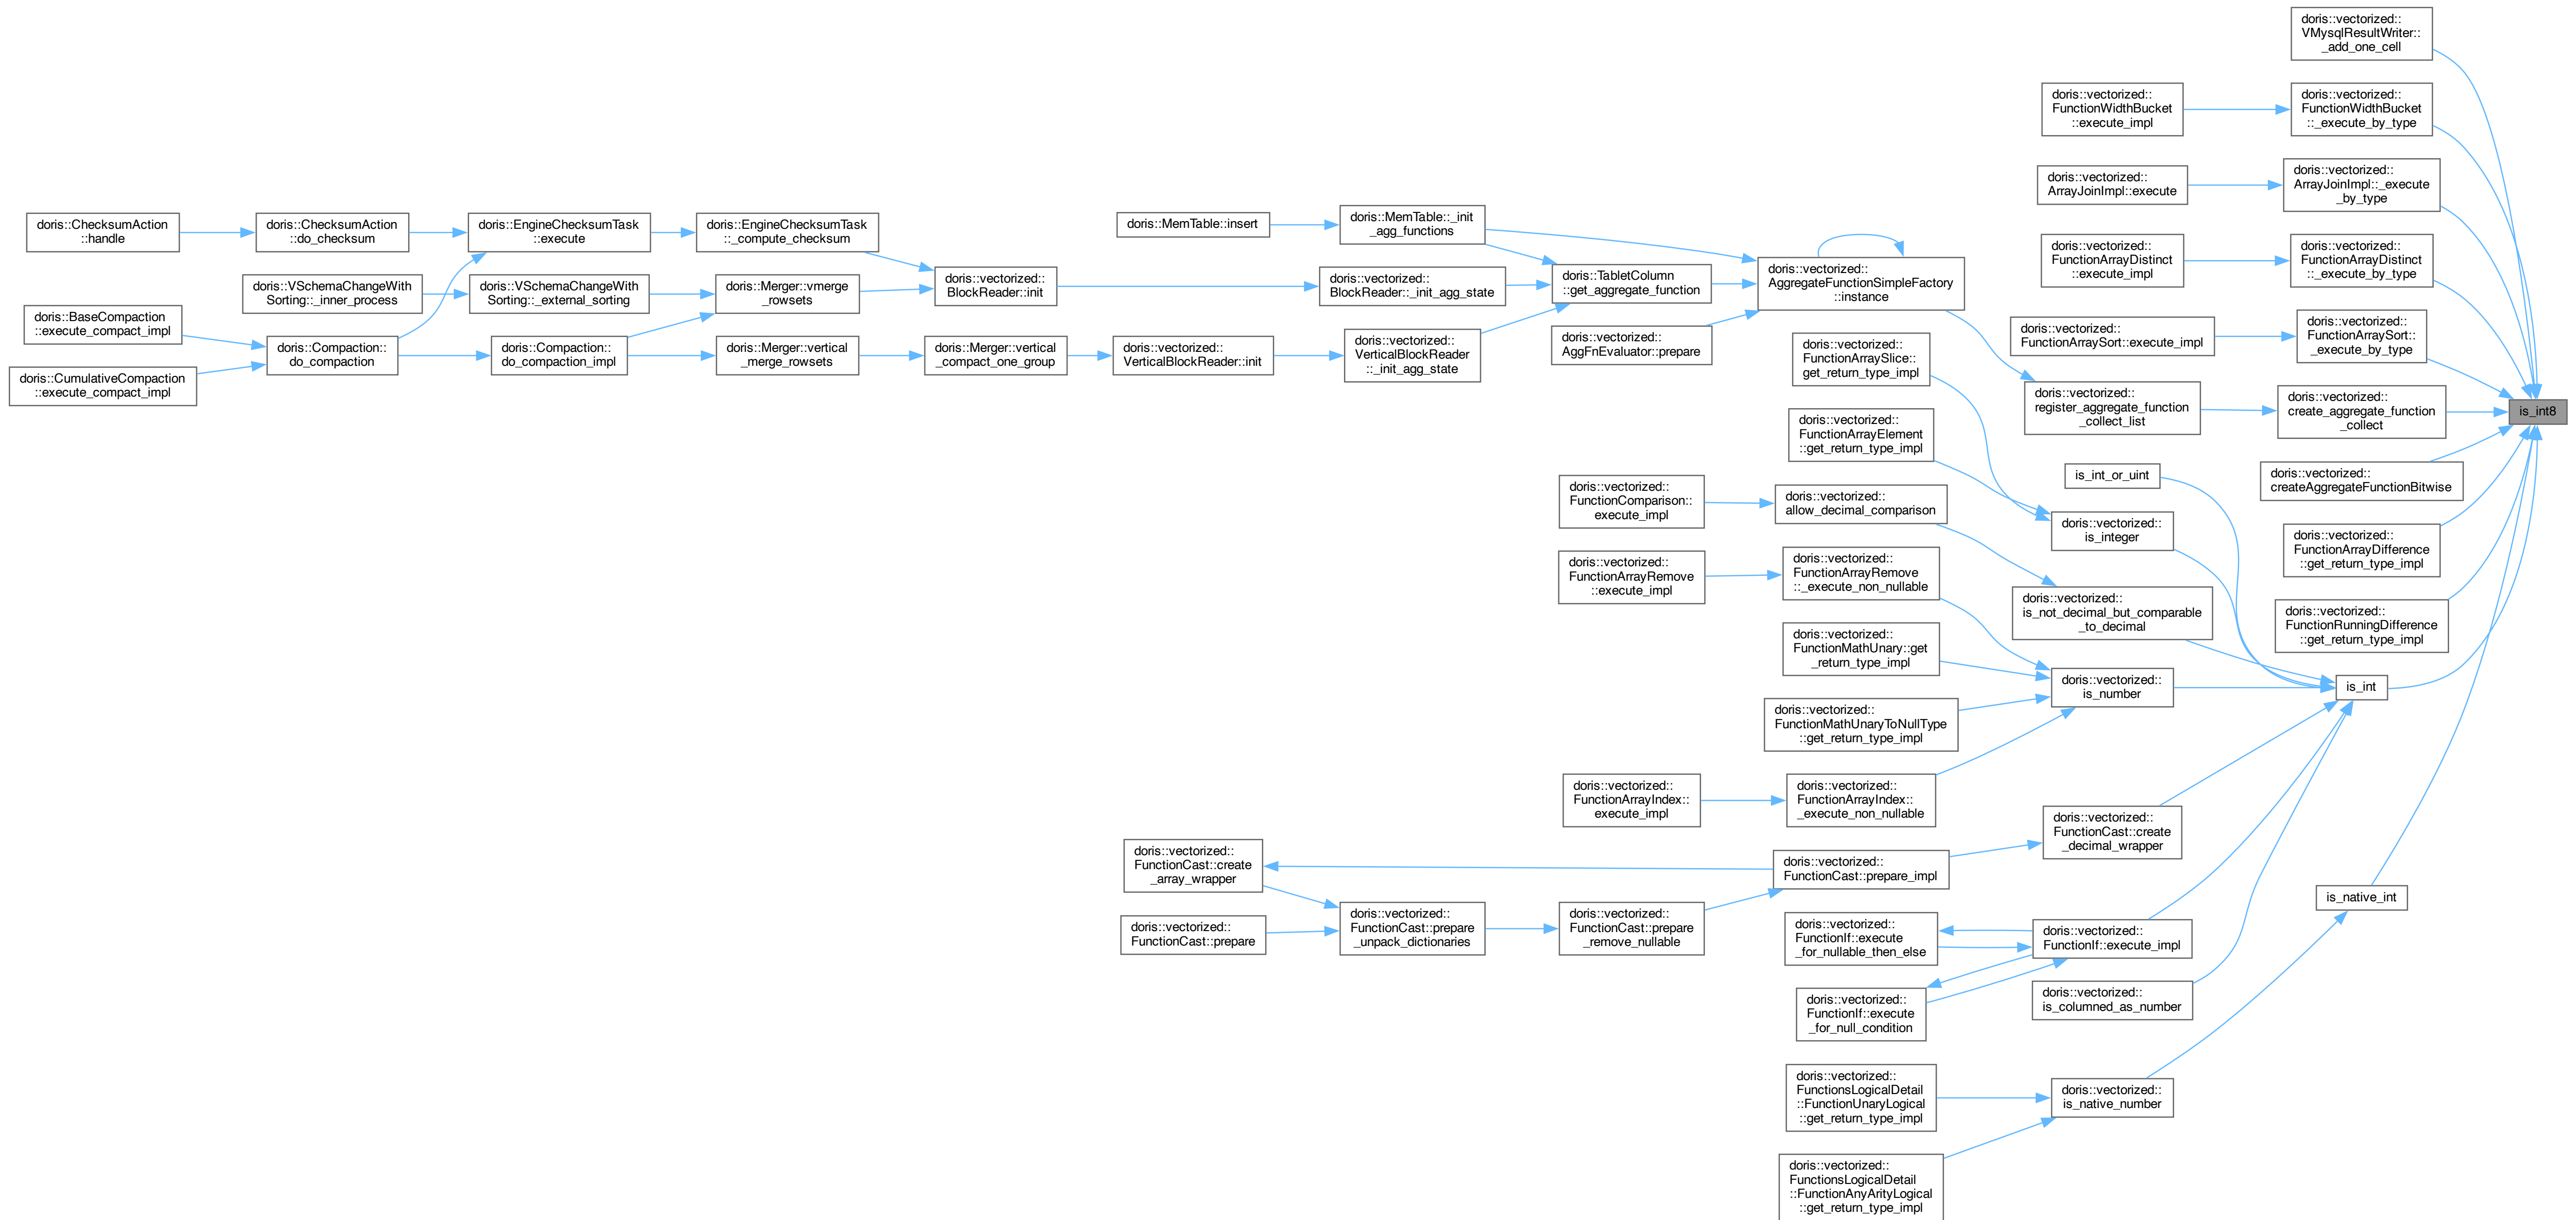 doris::vectorized::
VMysqlResultWriter::
_add_one_cell
doris::vectorized::
FunctionWidthBucket
::execute_impl
doris::vectorized::
FunctionWidthBucket
::_execute_by_type
doris::vectorized::
ArrayJoinImpl::execute
doris::vectorized::
ArrayJoinImpl::_execute
_by_type
doris::ChecksumAction
::handle
doris::ChecksumAction
::do_checksum
doris::EngineChecksumTask
::execute
doris::EngineChecksumTask
::_compute_checksum
doris::MemTable::insert
doris::MemTable::_init
_agg_functions
doris::vectorized::
FunctionArrayDistinct
::execute_impl
doris::vectorized::
FunctionArrayDistinct
::_execute_by_type
doris::VSchemaChangeWith
Sorting::_inner_process
doris::VSchemaChangeWith
Sorting::_external_sorting
doris::Merger::vmerge
_rowsets
doris::vectorized::
BlockReader::init
doris::vectorized::
BlockReader::_init_agg_state
doris::TabletColumn
::get_aggregate_function
doris::vectorized::
AggregateFunctionSimpleFactory
::instance
doris::BaseCompaction
::execute_compact_impl
doris::CumulativeCompaction
::execute_compact_impl
doris::Compaction::
do_compaction
doris::Compaction::
do_compaction_impl
doris::Merger::vertical
_merge_rowsets
doris::Merger::vertical
_compact_one_group
doris::vectorized::
VerticalBlockReader::init
doris::vectorized::
VerticalBlockReader
::_init_agg_state
doris::vectorized::
AggFnEvaluator::prepare
doris::vectorized::
FunctionArraySlice::
get_return_type_impl
doris::vectorized::
FunctionArraySort::execute_impl
doris::vectorized::
FunctionArraySort::
_execute_by_type
doris::vectorized::
register_aggregate_function
_collect_list
doris::vectorized::
create_aggregate_function
_collect
is_int8
doris::vectorized::
FunctionArrayElement
::get_return_type_impl
is_int_or_uint
doris::vectorized::
createAggregateFunctionBitwise
doris::vectorized::
FunctionComparison::
execute_impl
doris::vectorized::
allow_decimal_comparison
doris::vectorized::
is_integer
doris::vectorized::
FunctionArrayDifference
::get_return_type_impl
doris::vectorized::
FunctionArrayRemove
::execute_impl
doris::vectorized::
FunctionArrayRemove
::_execute_non_nullable
doris::vectorized::
is_not_decimal_but_comparable
_to_decimal
doris::vectorized::
FunctionRunningDifference
::get_return_type_impl
doris::vectorized::
FunctionMathUnary::get
_return_type_impl
doris::vectorized::
is_number
is_int
doris::vectorized::
FunctionMathUnaryToNullType
::get_return_type_impl
doris::vectorized::
FunctionArrayIndex::
execute_impl
doris::vectorized::
FunctionArrayIndex::
_execute_non_nullable
doris::vectorized::
FunctionCast::create
_decimal_wrapper
doris::vectorized::
FunctionCast::create
_array_wrapper
doris::vectorized::
FunctionCast::prepare_impl
is_native_int
doris::vectorized::
FunctionCast::prepare
doris::vectorized::
FunctionCast::prepare
_unpack_dictionaries
doris::vectorized::
FunctionCast::prepare
_remove_nullable
doris::vectorized::
FunctionIf::execute
_for_nullable_then_else
doris::vectorized::
FunctionIf::execute_impl
doris::vectorized::
FunctionIf::execute
_for_null_condition
doris::vectorized::
is_columned_as_number
doris::vectorized::
FunctionsLogicalDetail
::FunctionUnaryLogical
::get_return_type_impl
doris::vectorized::
is_native_number
doris::vectorized::
FunctionsLogicalDetail
::FunctionAnyArityLogical
::get_return_type_impl